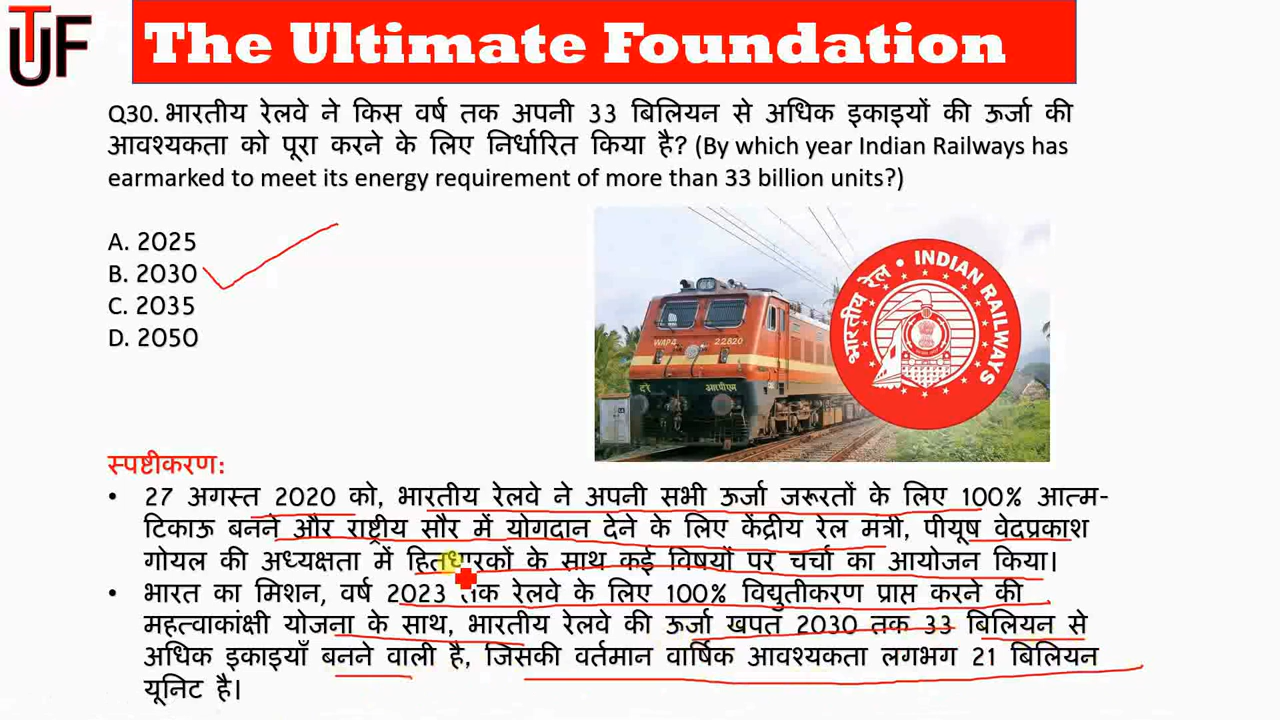 TUF
The Ultimate Foundation
Q30. भारतीय रेलवे ने किस वर्ष तक अपनी 33 बिलियन से अधिक इकाइयों की ऊर्जा की
आवश्यकता को पूरा करने के लिए निर्धारित किया है? (By which year Indian Railways has
earmarked to meet its energy requirement of more than 33 billion units?)
A. 2025
B. 2030
C. 2035
D. 2050
भारतीय रेल • INDIAN RAILWAYS
WAP4 22820
स्पष्टीकरण:
• 27 अगस्त 2020 को, भारतीय रेलवे ने अपनी सभी ऊर्जा जरूरतों के लिए 100% आत्म-
टिकाऊ बनने और राष्ट्रीय सौर में योगदान देने के लिए केंद्रीय रेल मंत्री, पीयूष वेदप्रकाश
गोयल की अध्यक्षता में हितधारकों के साथ कई विषयों पर चर्चा का आयोजन किया।
• भारत का मिशन, वर्ष 2023 तक रेलवे के लिए 100% विद्युतीकरण प्राप्त करने की
महत्वाकांक्षी योजना के साथ, भारतीय रेलवे की ऊर्जा खपत 2030 तक 33 बिलियन से
अधिक इकाइयाँ बनने वाली है, जिसकी वर्तमान वार्षिक आवश्यकता लगभग 21 बिलियन
यूनिट है।